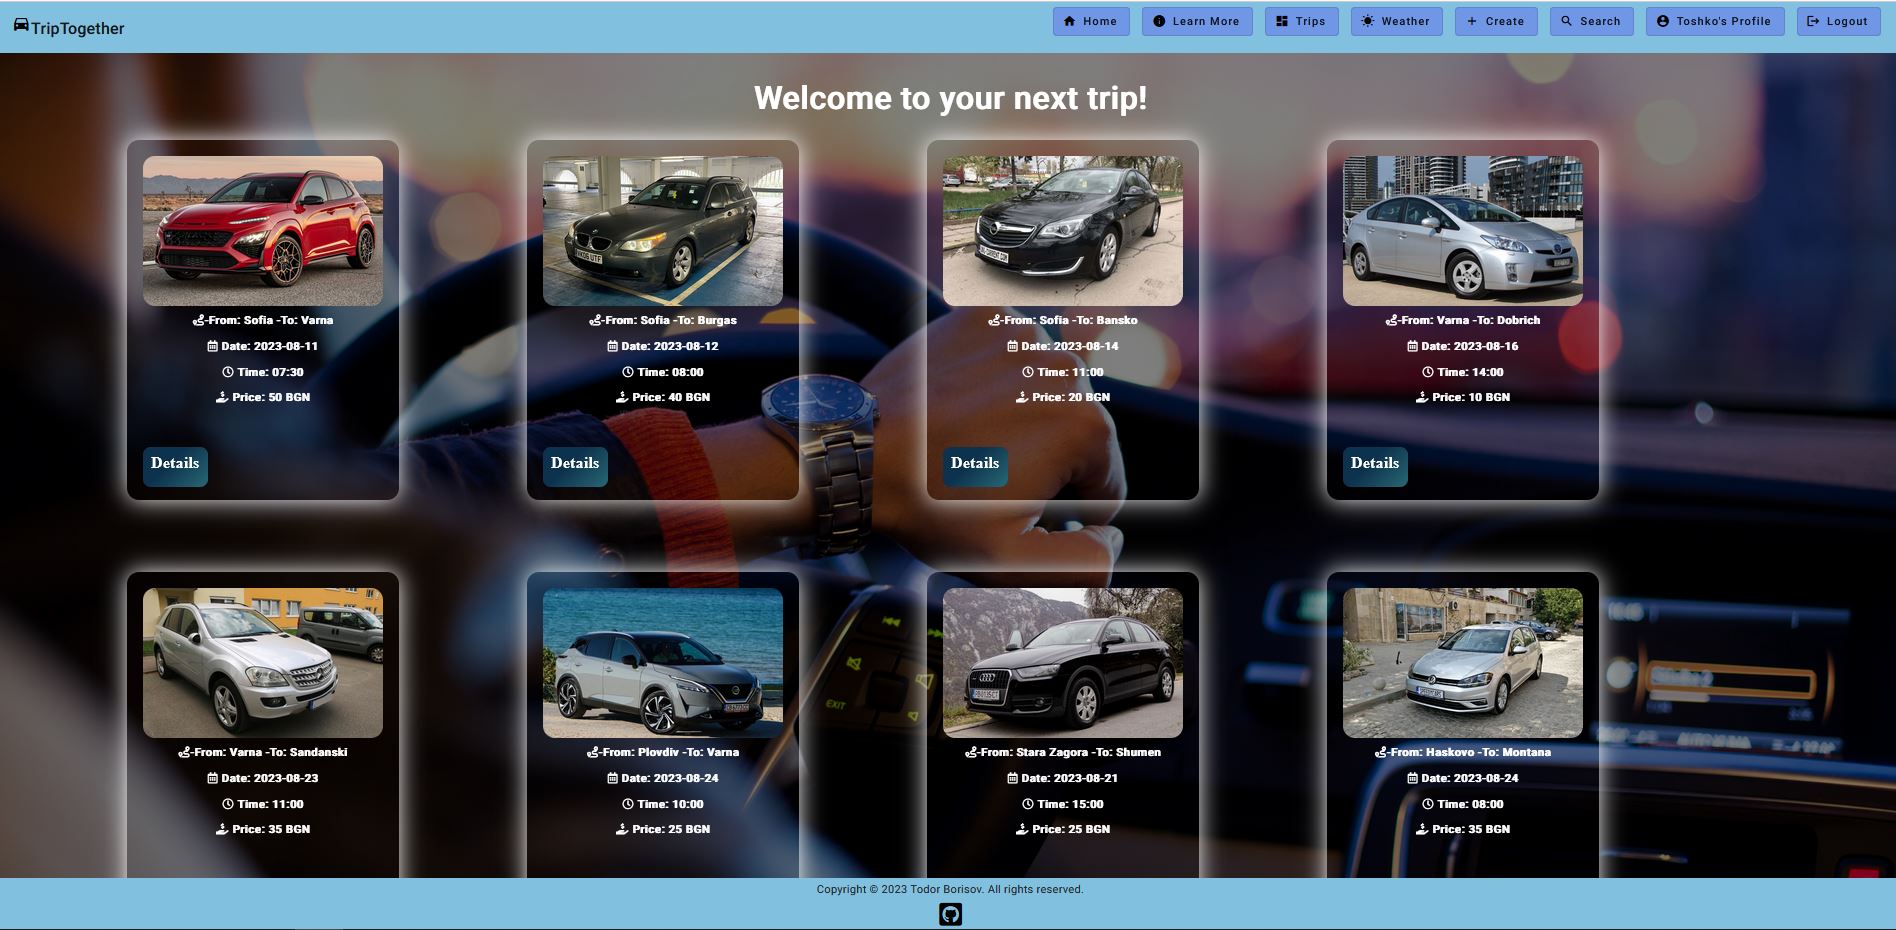 TripTogether
Home
Learn More
Trips
Weather
Create
Search
Toshko's Profile
Logout
Welcome to your next trip!
-From: Sofia -To: Varna
Date: 2023-08-11
Time: 07:30
Price: 50 BGN
Details
-From: Sofia -To: Burgas
Date: 2023-08-12
Time: 08:00
Price: 40 BGN
Details
-From: Sofia -To: Bansko
Date: 2023-08-14
Time: 11:00
Price: 20 BGN
Details
-From: Varna -To: Dobrich
Date: 2023-08-16
Time: 14:00
Price: 10 BGN
Details
-From: Varna -To: Sandanski
Date: 2023-08-23
Time: 11:00
Price: 35 BGN
-From: Plovdiv -To: Varna
Date: 2023-08-24
Time: 10:00
Price: 25 BGN
EXIT
-From: Stara Zagora -To: Shumen
Date: 2023-08-21
Time: 15:00
Price: 25 BGN
-From: Haskovo -To: Montana
Date: 2023-08-24
Time: 08:00
Price: 35 BGN
Copyright © 2023 Todor Borisov. All rights reserved.